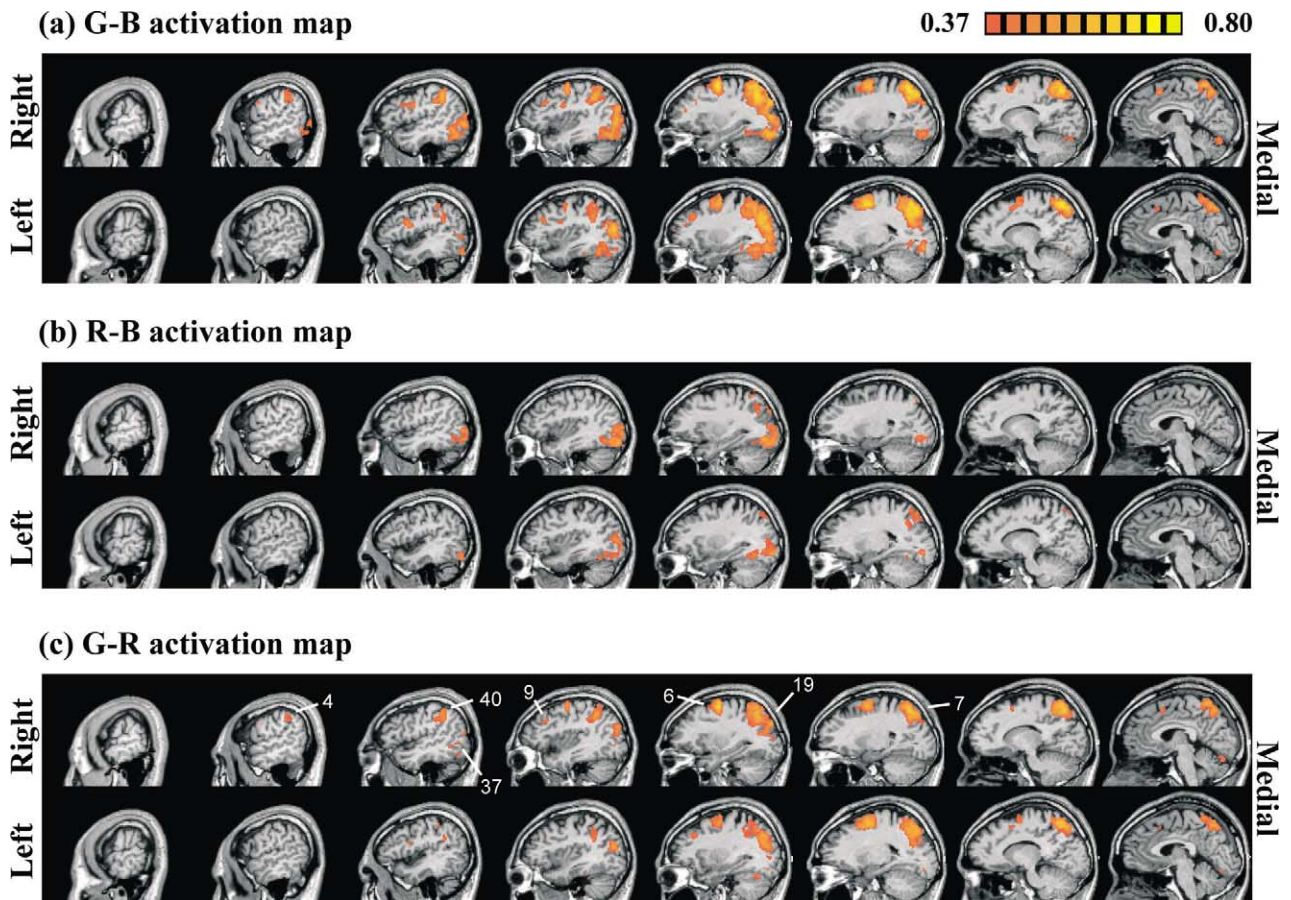 (a) G-B activation map
0.37 0.80
Right
Left
Medial
(b) R-B activation map
Right
Left
Medial
(c) G-R activation map
Right
Left
Medial
4
40
37
9
6
19
7